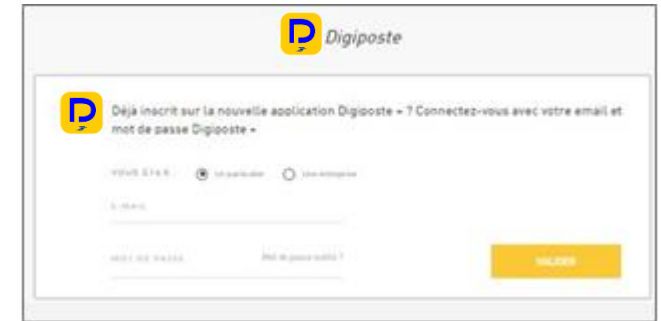 Digiposte
Déjà inscrit sur la nouvelle application Digiposte + ? Connectez-vous avec votre email et
mot de passe Digiposte +
VOUS ÊTES : Un particulier Une entreprise
E-MAIL
MOT DE PASSE Mot de passe oublié ?
VALIDER